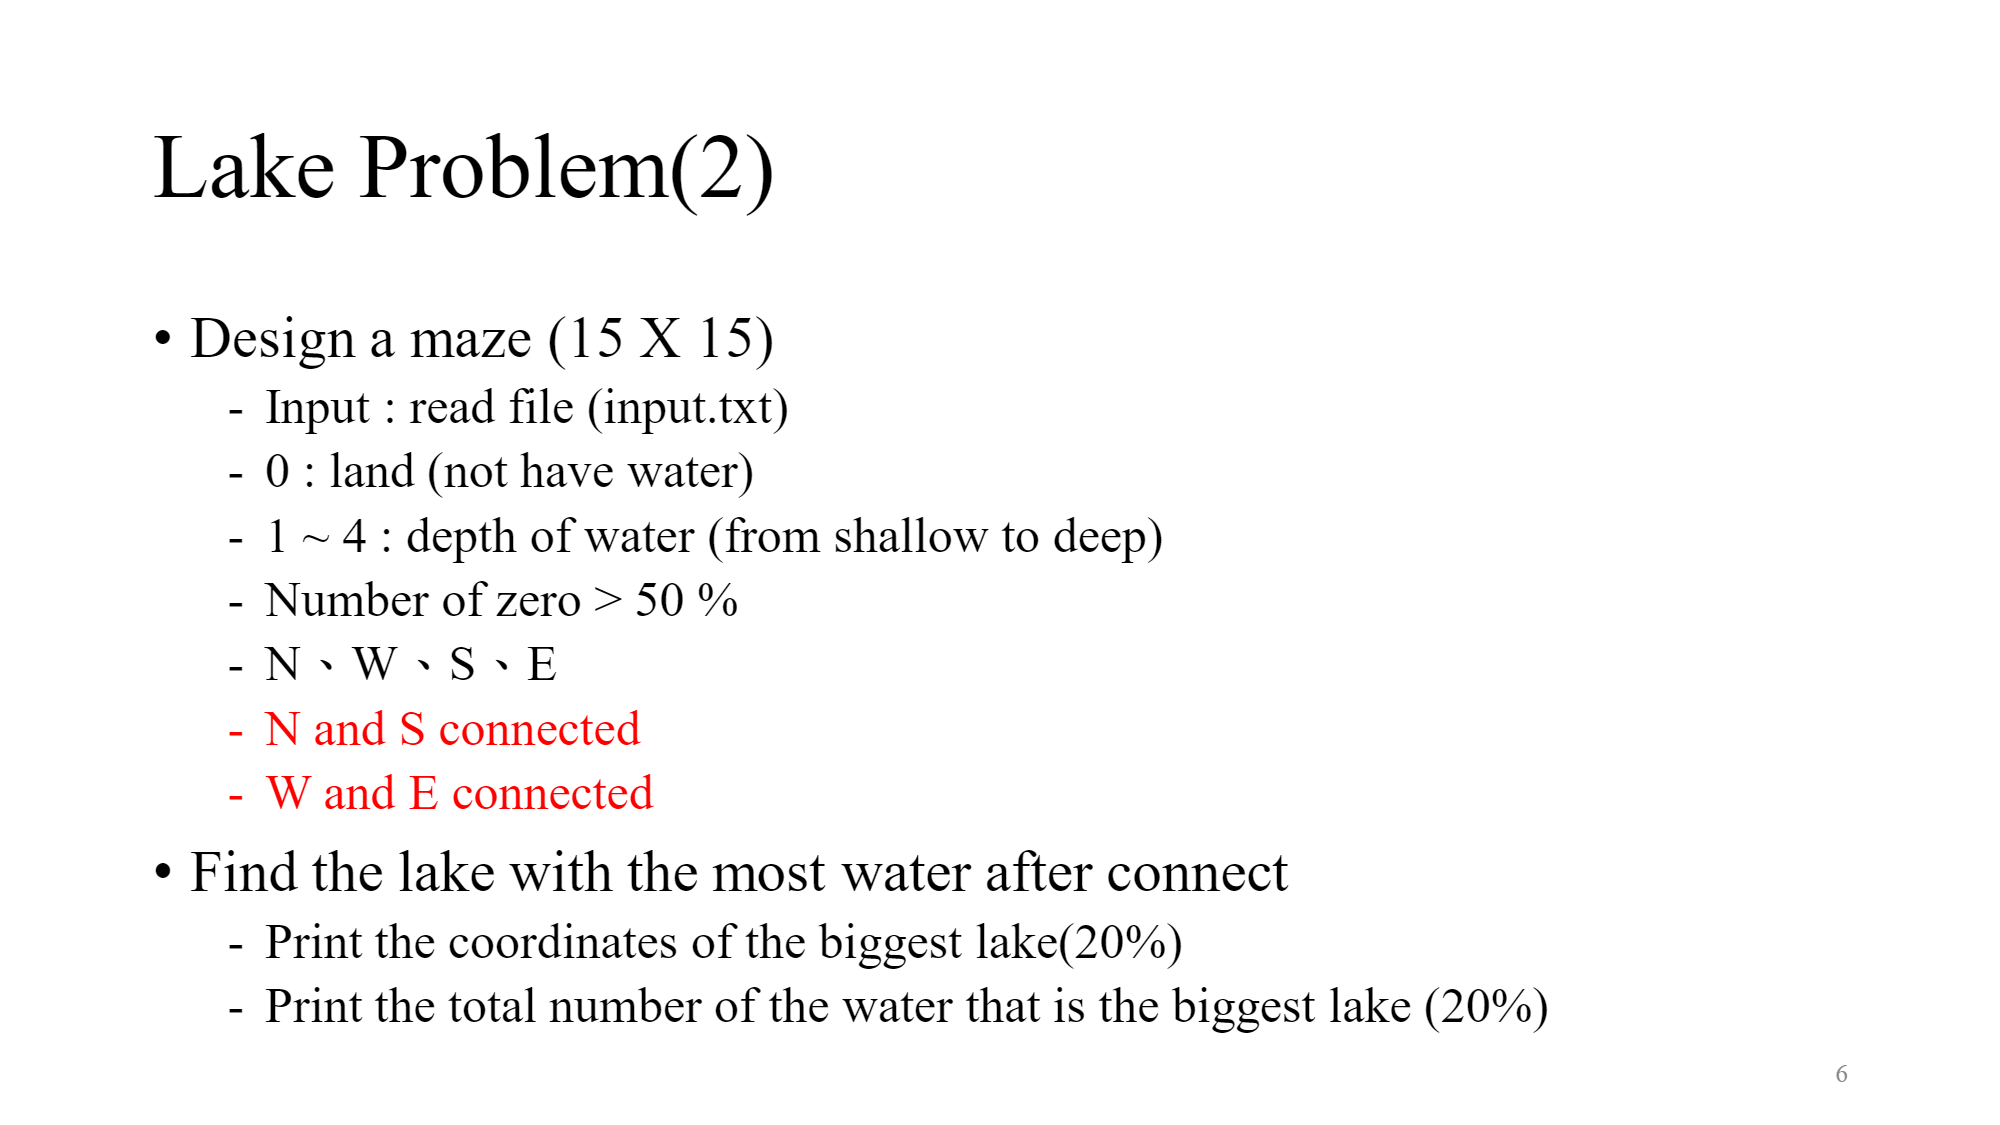 Lake Problem(2)
• Design a maze (15 X 15)
- Input : read file (input.txt)
- 0 : land (not have water)
- 1 ~ 4 : depth of water (from shallow to deep)
- Number of zero > 50 %
- N、W、S、E
- N and S connected
- W and E connected
• Find the lake with the most water after connect
- Print the coordinates of the biggest lake(20%)
- Print the total number of the water that is the biggest lake (20%)
6